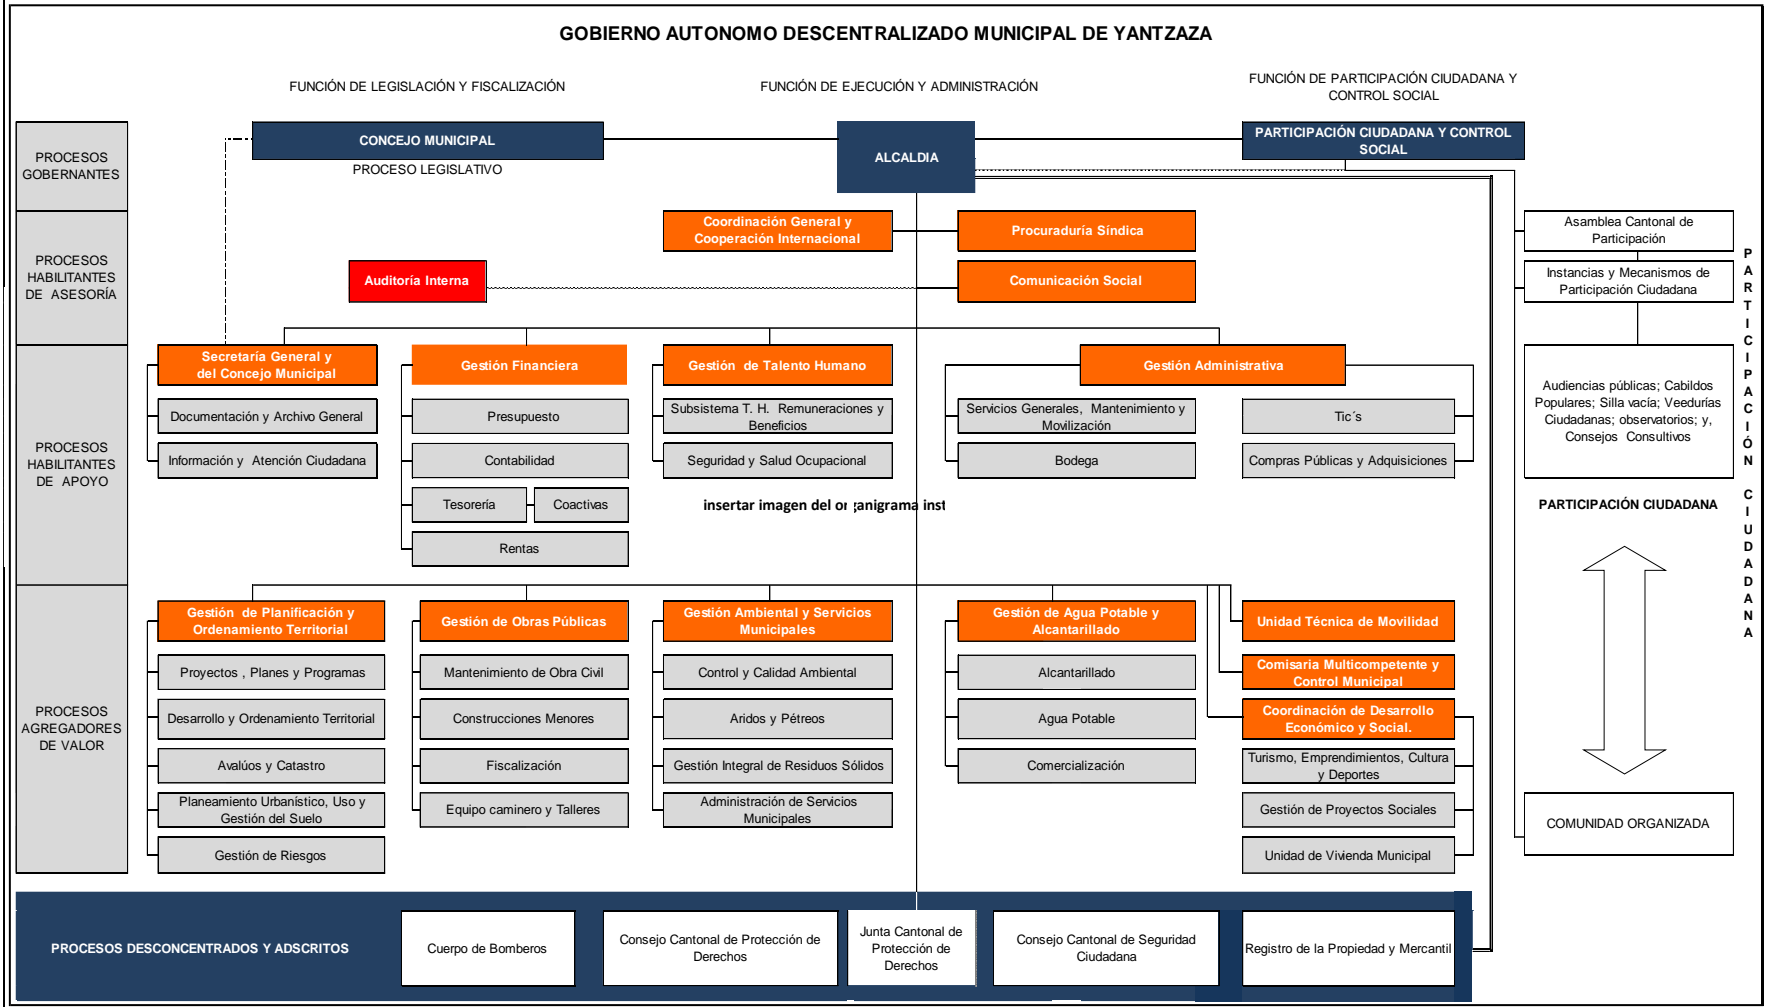 GOBIERNO AUTONOMO DESCENTRALIZADO MUNICIPAL DE YANTZAZA
FUNCIÓN DE LEGISLACIÓN Y FISCALIZACIÓN
FUNCIÓN DE EJECUCIÓN Y ADMINISTRACIÓN
FUNCIÓN DE PARTICIPACIÓN CIUDADANA Y
CONTROL SOCIAL
PROCESOS
GOBERNANTES
CONCEJO MUNICIPAL
PROCESO LEGISLATIVO
ALCALDIA
PARTICIPACIÓN CIUDADANA Y CONTROL
SOCIAL
PROCESOS
HABILITANTES
DE ASESORÍA
Coordinación General y
Cooperación Internacional
Procuraduría Síndica
Auditoría Interna
Comunicación Social
Asamblea Cantonal de
Participación
Instancias y Mecanismos de
Participación Ciudadana
PROCESOS
HABILITANTES
DE APOYO
Secretaría General y
del Concejo Municipal
Documentación y Archivo General
Información y Atención Ciudadana
Gestión Financiera
Presupuesto
Contabilidad
Tesorería
Coactivas
Rentas
Gestión de Talento Humano
Subsistema T. H. Remuneraciones y
Beneficios
Seguridad y Salud Ocupacional
insertar imagen del organigrama inst
Gestión Administrativa
Servicios Generales, Mantenimiento y
Movilización
Bodega
Tic´s
Compras Públicas y Adquisiciones
Audiencias públicas; Cabildos
Populares; Silla vacía; Veedurías
Ciudadanas; observatorios; y,
Consejos Consultivos
PARTICIPACIÓN CIUDADANA
PARTICIPACIÓN CIUDADANA
PROCESOS
AGREGADORES
DE VALOR
Gestión de Planificación y
Ordenamiento Territorial
Proyectos , Planes y Programas
Desarrollo y Ordenamiento Territorial
Avalúos y Catastro
Planeamiento Urbanístico, Uso y
Gestión del Suelo
Gestión de Riesgos
Gestión de Obras Públicas
Mantenimiento de Obra Civil
Construcciones Menores
Fiscalización
Equipo caminero y Talleres
Gestión Ambiental y Servicios
Municipales
Control y Calidad Ambiental
Aridos y Pétreos
Gestión Integral de Residuos Sólidos
Administración de Servicios
Municipales
Gestión de Agua Potable y
Alcantarillado
Alcantarillado
Agua Potable
Comercialización
Unidad Técnica de Movilidad
Comisaria Multicompetente y
Control Municipal
Coordinación de Desarrollo
Económico y Social.
Turismo, Emprendimientos, Cultura
y Deportes
Gestión de Proyectos Sociales
Unidad de Vivienda Municipal
COMUNIDAD ORGANIZADA
PROCESOS DESCONCENTRADOS Y ADSCRITOS
Cuerpo de Bomberos
Consejo Cantonal de Protección de
Derechos
Junta Cantonal de
Protección de
Derechos
Consejo Cantonal de Seguridad
Ciudadana
Registro de la Propiedad y Mercantil